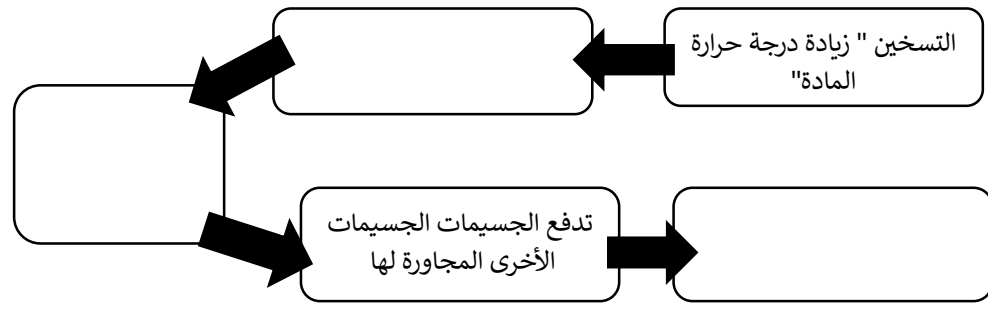 التسخين " زيادة درجة حرارة
المادة"
تدفع الجسيمات الجسيمات
الأخرى المجاورة لها